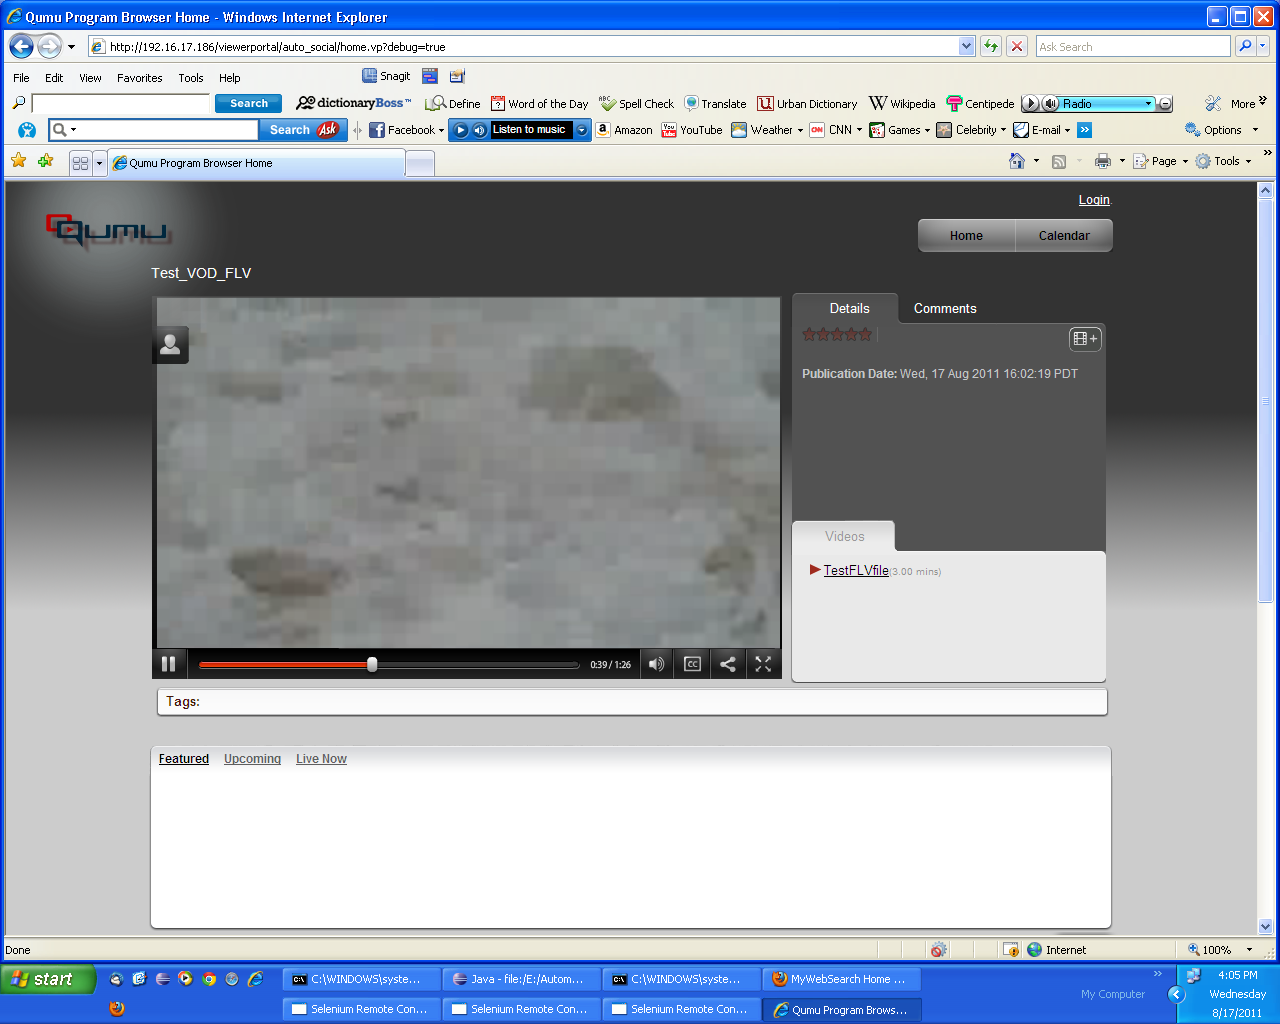 Qumu Program Browser Home - Windows Internet Explorer
http://192.16.17.186/viewerportal/auto_social/home.vp?debug=true
Ask Search
File Edit View Favorites Tools Help Snagit
Search dictionaryBoss™ Define Word of the Day Spell Check Translate Urban Dictionary Wikipedia Centipede Radio More »
Search Ask Facebook Listen to music Amazon YouTube Weather CNN Games Celebrity E-mail » Options
Qumu Program Browser Home Page Tools »
Login
Qumu
Home Calendar
Test_VOD_FLV
Details Comments
Publication Date: Wed, 17 Aug 2011 16:02:19 PDT
Videos
TestFLVfile(3.00 mins)
0:39 / 1:26 CC
Tags:
Featured Upcoming Live Now
Done Internet 100%
start C:\WINDOWS\syste... Java - file:/E:/Autom... C:\WINDOWS\syste... MyWebSearch Home ... » 4:05 PM
My Computer Wednesday
Selenium Remote Con... Selenium Remote Con... Selenium Remote Con... Qumu Program Brows... 8/17/2011